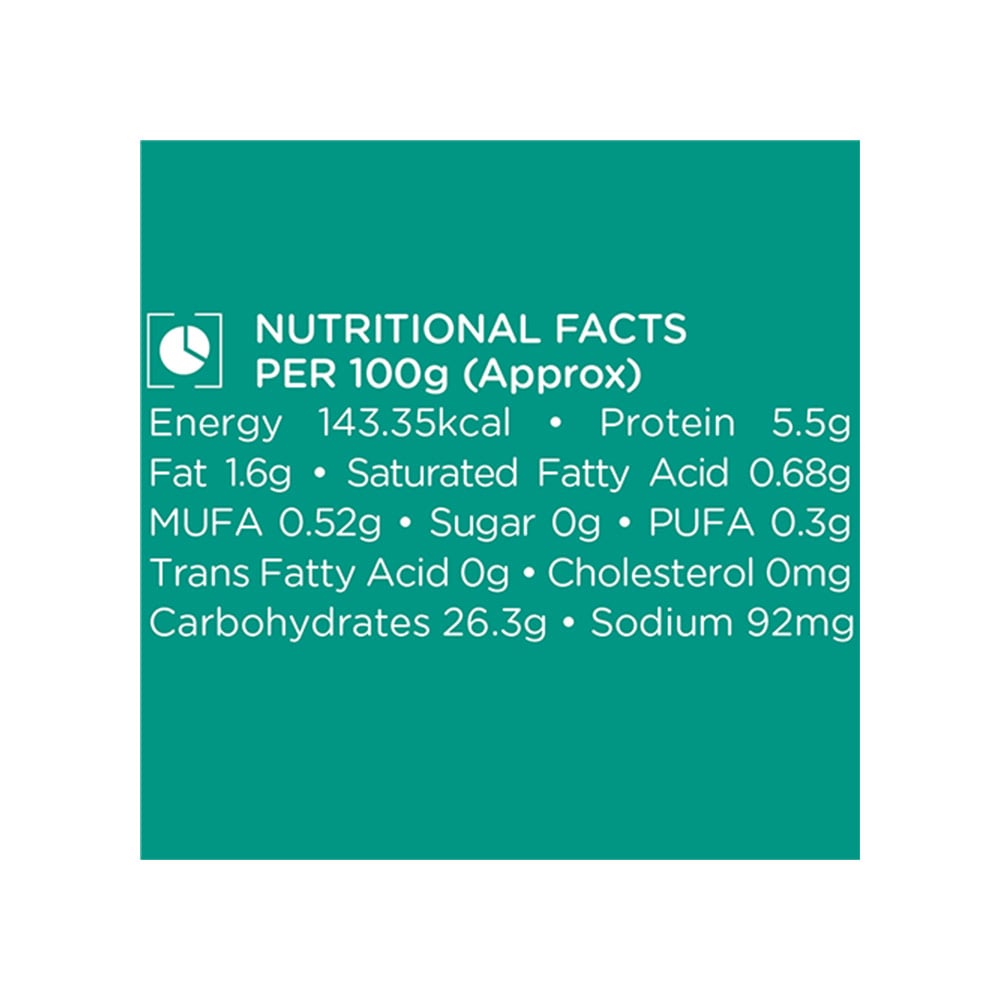 NUTRITIONAL FACTS
PER 100g (Approx)
Energy 143.35kcal • Protein 5.5g
Fat 1.6g • Saturated Fatty Acid 0.68g
MUFA 0.52g • Sugar 0g • PUFA 0.3g
Trans Fatty Acid 0g • Cholesterol 0mg
Carbohydrates 26.3g • Sodium 92mg